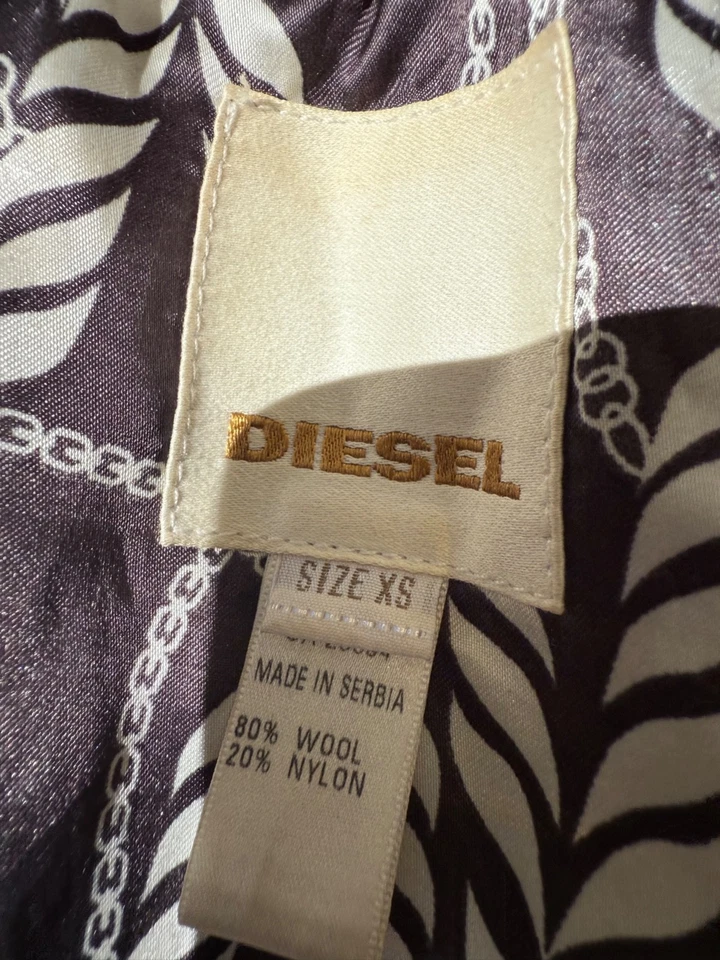 DIESEL
SIZE XS
MADE IN SERBIA
80% WOOL
20% NYLON